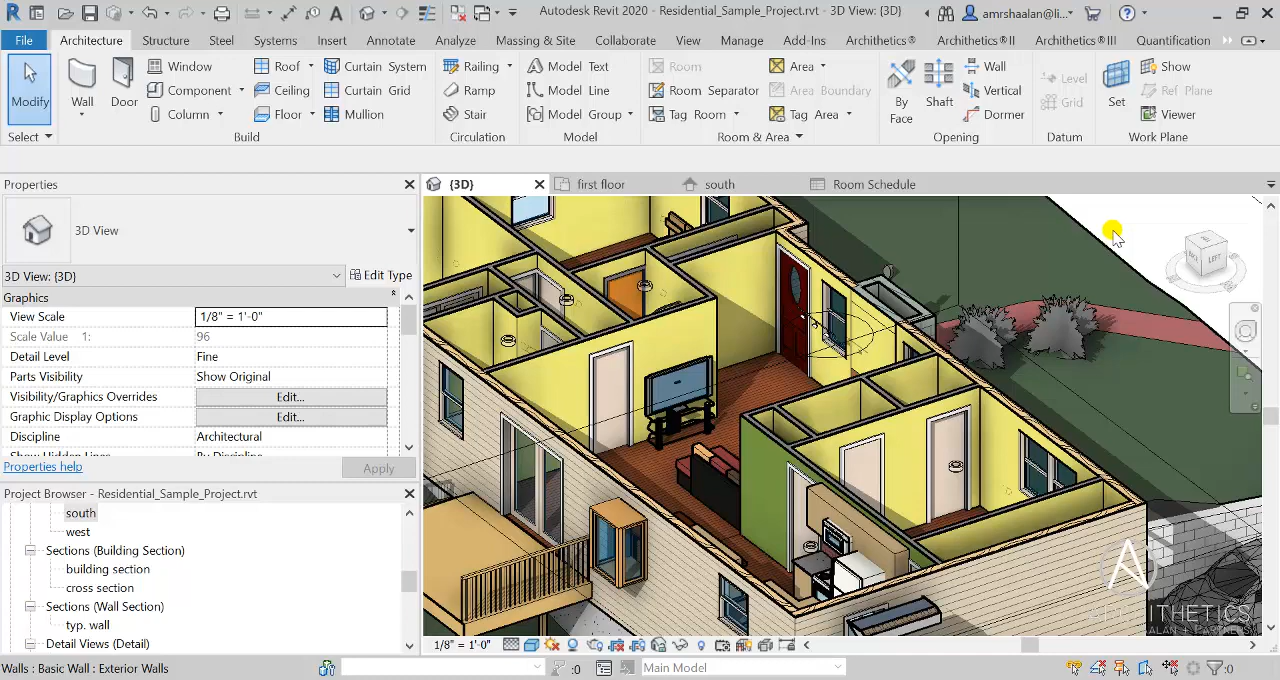 Autodesk Revit 2020 - Residential_Sample_Project.rvt - 3D View: {3D}
amrshaalan@li...
File Architecture Structure Steel Systems Insert Annotate Analyze Massing & Site Collaborate View Manage Add-Ins Archithetics® Archithetics®II Archithetics®III Quantification
Modify
Wall
Door
Window
Column
Roof
Ceiling
Floor
Curtain System
Curtain Grid
Mullion
Railing
Ramp
Stair
Model Text
Model Line
Model Group
Room
Room Separator
Tag Room
Area
Area Boundary
Tag Area
By
Face
Shaft
Wall
Vertical
Dormer
Level
Grid
Set
Show
Ref Plane
Viewer
Select Build Circulation Model Room & Area Opening Datum Work Plane
Properties
{3D} first floor south Room Schedule
3D View
3D View: {3D} Edit Type
Graphics
View Scale 1/8" = 1'-0"
Scale Value 1: 96
Detail Level Fine
Parts Visibility Show Original
Visibility/Graphics Overrides Edit...
Graphic Display Options Edit...
Discipline Architectural
Properties help Apply
Project Browser - Residential_Sample_Project.rvt
south
west
Sections (Building Section)
building section
cross section
Sections (Wall Section)
typ. wall
Detail Views (Detail)
BACK LEFT
1/8" = 1'-0"
Walls : Basic Wall : Exterior Walls
:0
Main Model
:0